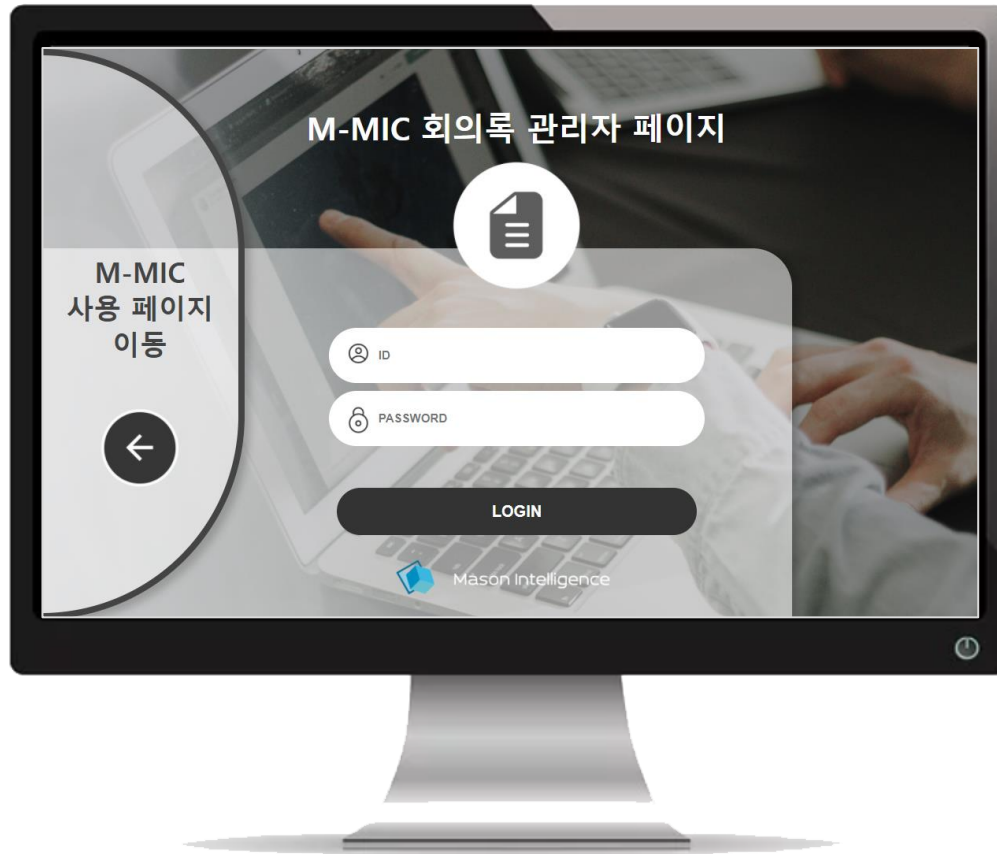 M-MIC 회의록 관리자 페이지
M-MIC
사용 페이지
이동
ID
PASSWORD
LOGIN
Mason Intelligence